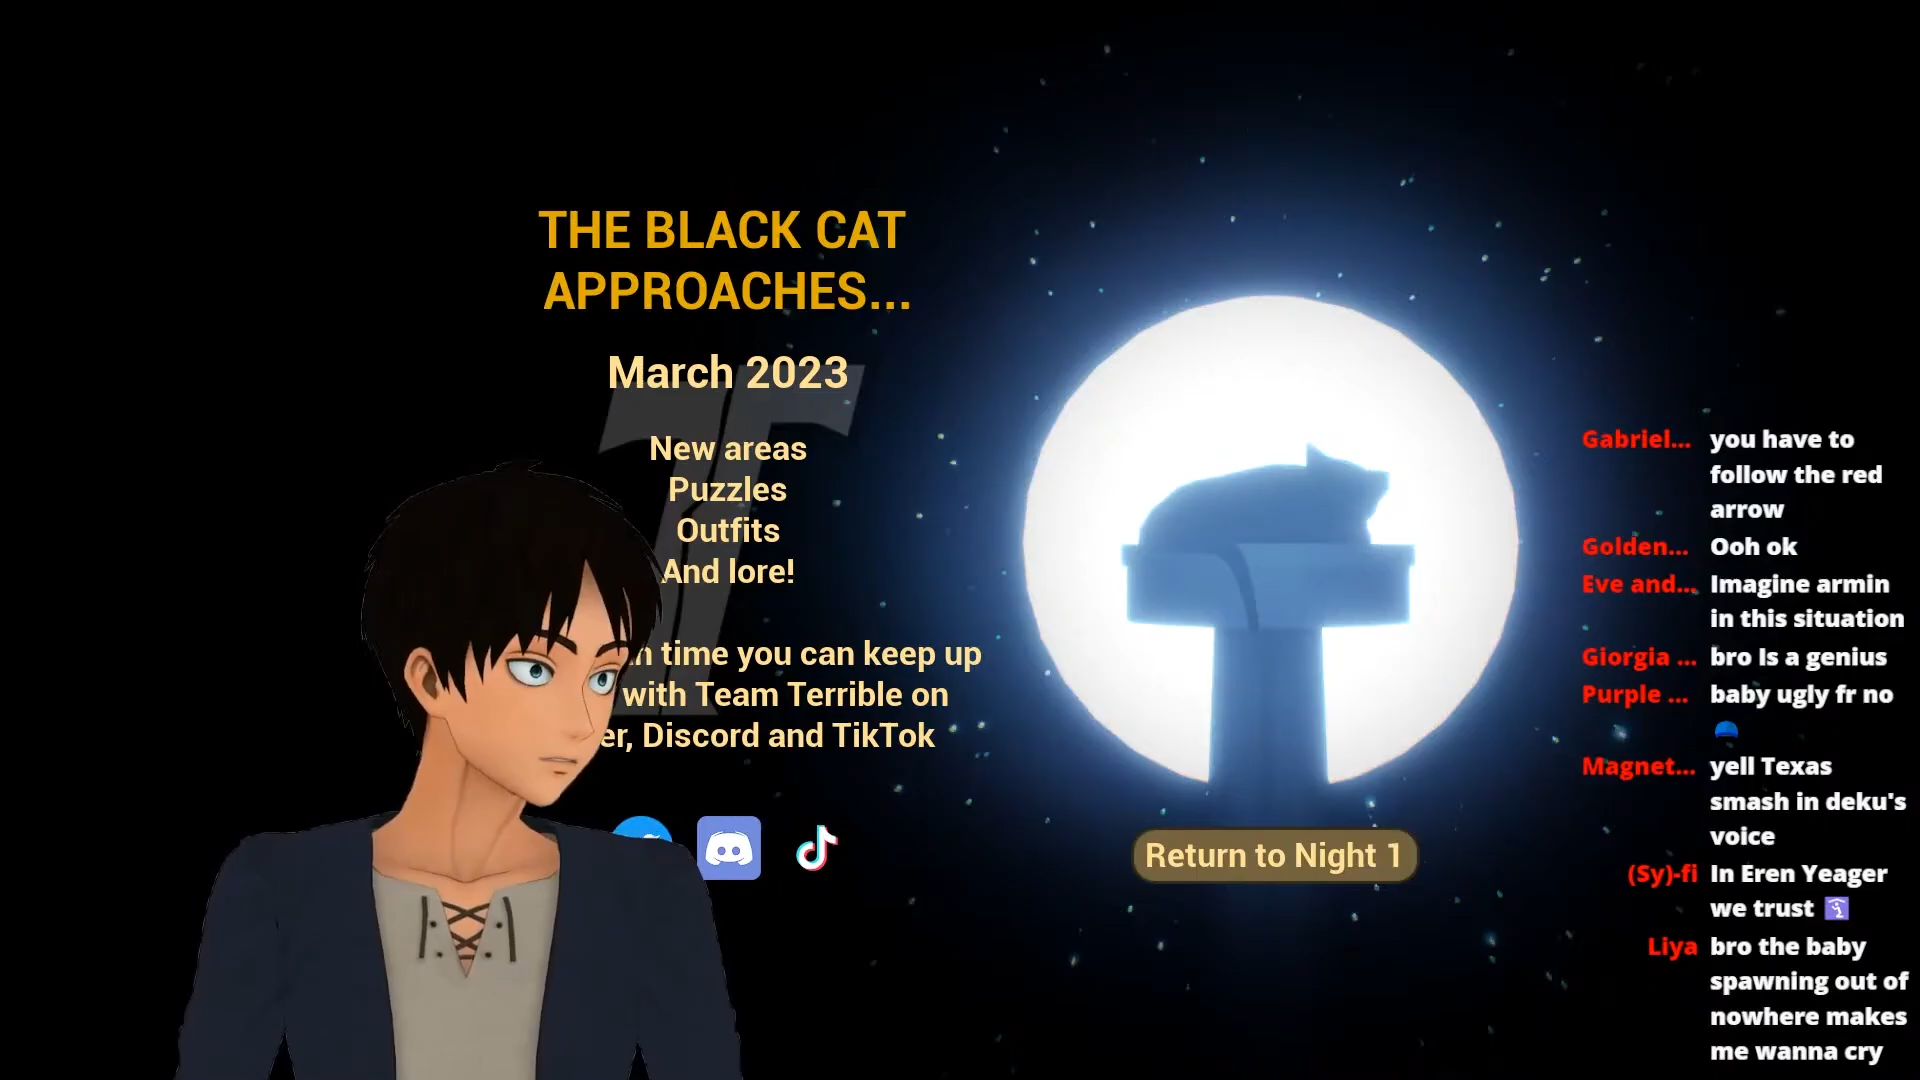 THE BLACK CAT
APPROACHES...
March 2023
New areas
Puzzles
Outfits
And lore!
time you can keep up
with Team Terrible on
Discord and TikTok
Return to Night 1
Gabriel... you have to
follow the red
arrow
Golden... Ooh ok
Eve and... Imagine armin
in this situation
Giorgia ... bro Is a genius
Purple ... baby ugly fr no
Magnet... yell Texas
smash in deku's
voice
(Sy)-fi In Eren Yeager
we trust
Liya bro the baby
spawning out of
nowhere makes
me wanna cry